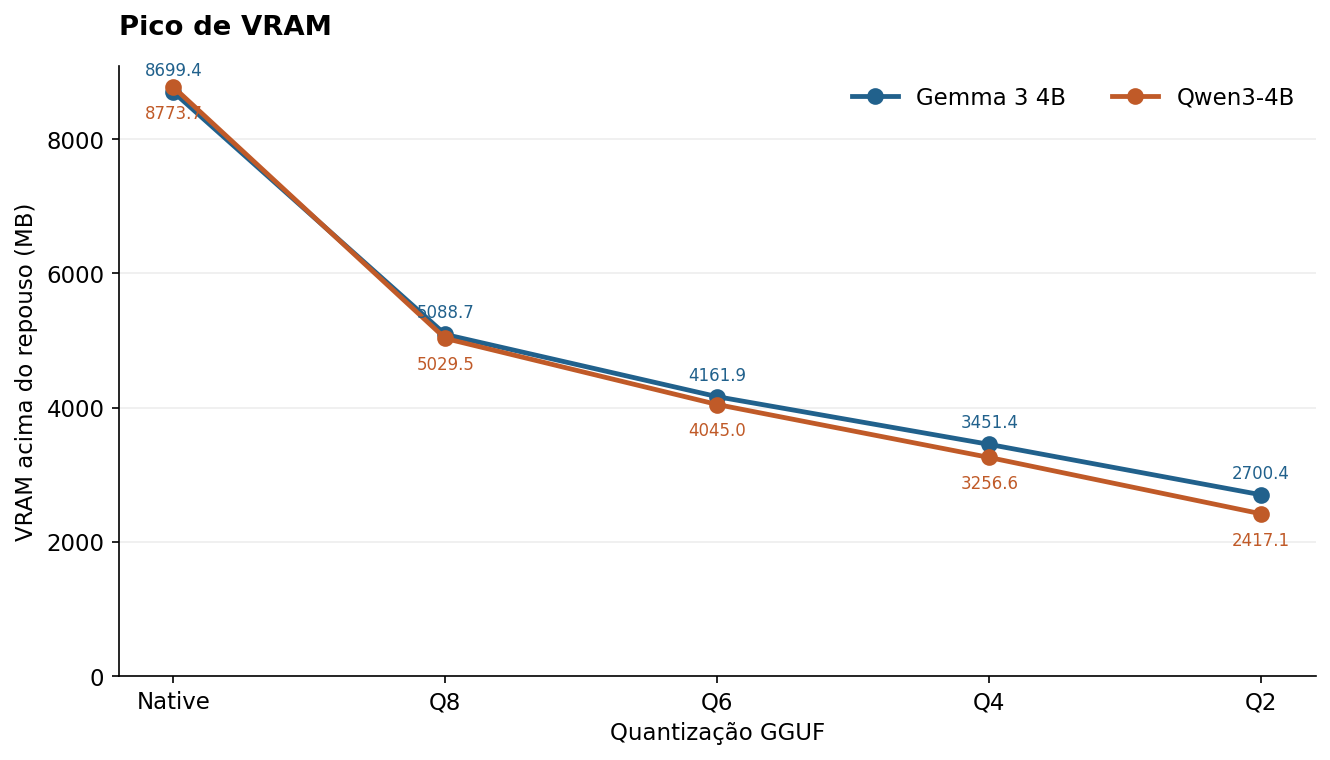 Pico de VRAM
Gemma 3 4B
Qwen3-4B
VRAM acima do repouso (MB)
8000
6000
4000
2000
0
8699.4
8773.7
5088.7
5029.5
4161.9
4045.0
3451.4
3256.6
2700.4
2417.1
Native
Q8
Q6
Q4
Q2
Quantização GGUF